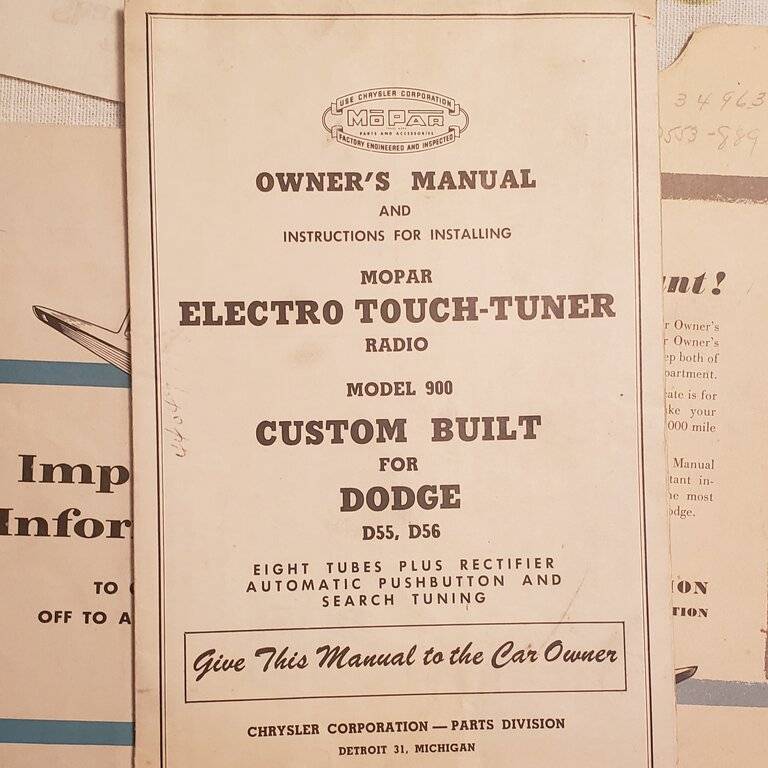 USE CHRYSLER CORPORATION
MOPAR
PARTS AND ACCESSORIES
FACTORY ENGINEERED AND INSPECTED
OWNER'S MANUAL
AND
INSTRUCTIONS FOR INSTALLING
MOPAR
ELECTRO TOUCH-TUNER
RADIO
MODEL 900
CUSTOM BUILT
FOR
DODGE
D55, D56
EIGHT TUBES PLUS RECTIFIER
AUTOMATIC PUSHBUTTON AND
SEARCH TUNING
Give This Manual to the Car Owner
CHRYSLER CORPORATION — PARTS DIVISION
DETROIT 31, MICHIGAN
Imp
Infor
TO
OFF TO A
34963
nt!
r Owner's
r Owner's
ep both of
partment.
cate is for
ke your
000 mile
Manual
tant in-
he most
odge.
ION
TION